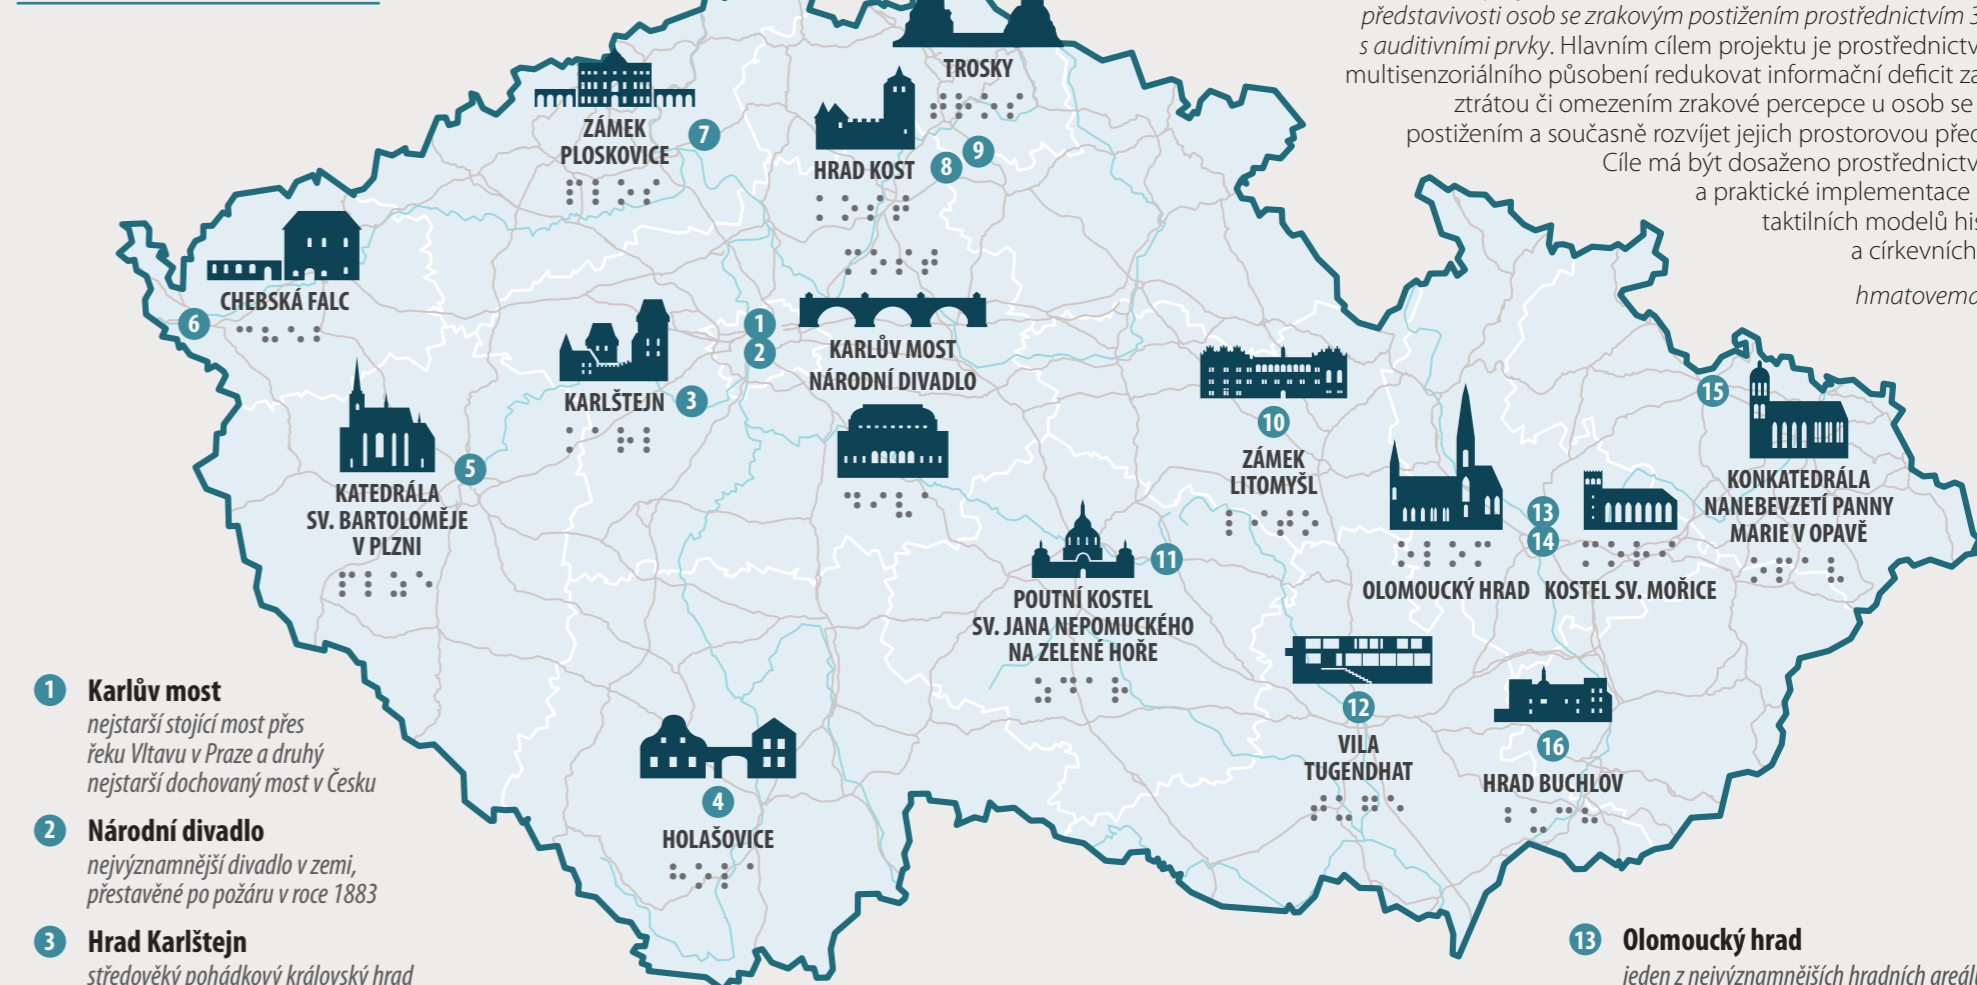 představivosti osob se zrakovým postižením prostřednictvím 3
s auditivními prvky. Hlavním cílem projektu je prostřednictv
multisenzoriálního působení redukovat informační deficit za
ztrátou či omezením zrakové percepce u osob se
postižením a současně rozvíjet jejich prostorovou před
Cíle má být dosaženo prostřednictv
a praktické implementace
taktilních modelů his
a církevních
hmatovema
TROSKY
ZÁMEK
PLOSKOVICE
7
HRAD KOST
8
9
CHEBSKÁ FALC
6
KARLŠTEJN
3
1
2
KARLŮV MOST
NÁRODNÍ DIVADLO
KATEDRÁLA
SV. BARTOLOMĚJE
V PLZNI
5
10
ZÁMEK
LITOMYŠL
15
KONKATEDRÁLA
NANEBEVZETÍ PANNY
MARIE V OPAVĚ
13
14
OLOMOUCKÝ HRAD
KOSTEL SV. MOŘICE
11
POUTNÍ KOSTEL
SV. JANA NEPOMUCKÉHO
NA ZELENÉ HOŘE
12
VILA
TUGENDHAT
16
HRAD BUCHLOV
4
HOLAŠOVICE
1 Karlův most
nejstarší stojící most přes
řeku Vltavu v Praze a druhý
nejstarší dochovaný most v Česku
2 Národní divadlo
nejvýznamnější divadlo v zemi,
přestavěné po požáru v roce 1883
3 Hrad Karlštejn
středověký pohádkový královský hrad
13 Olomoucký hrad
jeden z nejvýznamnějších hradních areálů